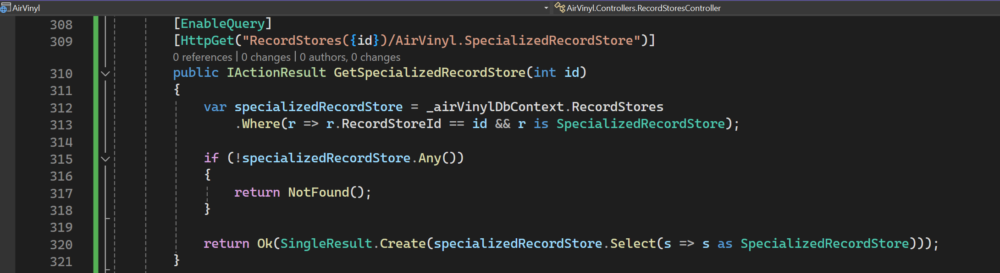 AirVinyl AirVinyl.Controllers.RecordStoresController
308 [EnableQuery]
309 [HttpGet("RecordStores({id})/AirVinyl.SpecializedRecordStore")]
0 references | 0 changes | 0 authors, 0 changes
310 public IActionResult GetSpecializedRecordStore(int id)
311 {
312 var specializedRecordStore = _airVinylDbContext.RecordStores
313 .Where(r => r.RecordStoreId == id && r is SpecializedRecordStore);
314
315 if (!specializedRecordStore.Any())
316 {
317 return NotFound();
318 }
319
320 return Ok(SingleResult.Create(specializedRecordStore.Select(s => s as SpecializedRecordStore)));
321 }